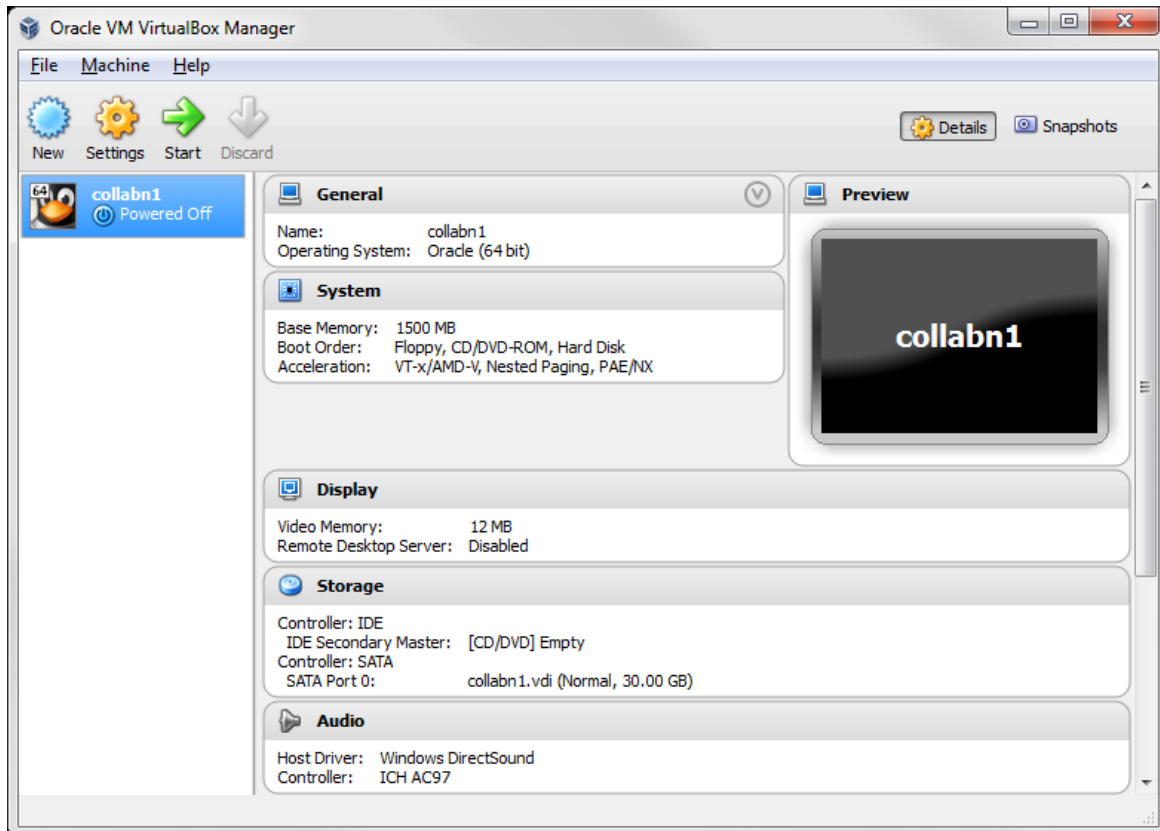 Oracle VM VirtualBox Manager
File Machine Help
New Settings Start Discard
Details Snapshots
64
collabn1
Powered Off
General
Name: collabn1
Operating System: Oracle (64 bit)
System
Base Memory: 1500 MB
Boot Order: Floppy, CD/DVD-ROM, Hard Disk
Acceleration: VT-x/AMD-V, Nested Paging, PAE/NX
Preview
collabn1
Display
Video Memory: 12 MB
Remote Desktop Server: Disabled
Storage
Controller: IDE
IDE Secondary Master: [CD/DVD] Empty
Controller: SATA
SATA Port 0: collabn1.vdi (Normal, 30.00 GB)
Audio
Host Driver: Windows DirectSound
Controller: ICH AC97